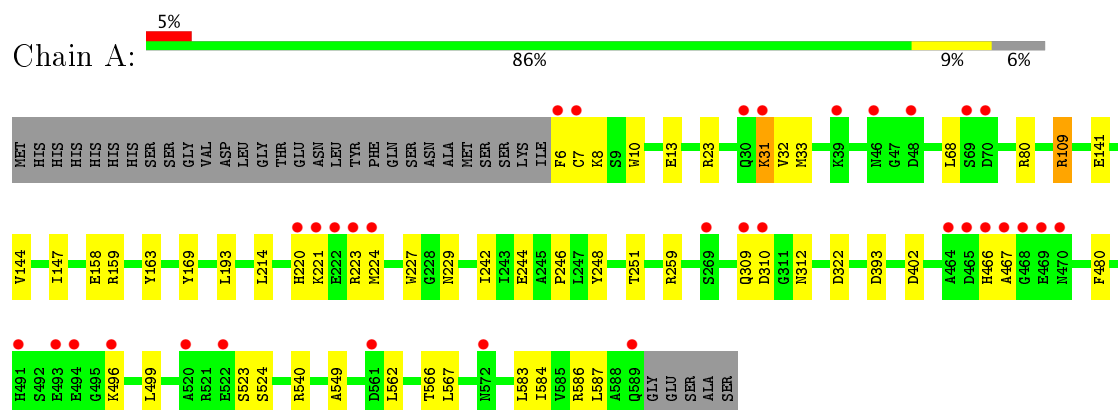 5%
Chain A:
86% 9% 6%
MET HIS HIS HIS HIS HIS HIS SER SER GLY VAL ASP LEU GLY THR GLU ASN LEU TYR PHE GLN SER ASN ALA MET SER SER LYS ILE F6 C7 K8 S9 W10 E13 R23 Q30 K31 V32 M33 K39 N46 G47 D48 L68 S69 D70 R80 R109 E141
V144 I147 E158 R159 Y163 Y169 L193 L214 H220 K221 E222 R223 M224 W227 G228 N229 I242 I243 E244 A245 P246 L247 Y248 T251 R259 S269 Q309 D310 G311 N312 D322 D393 D402 A464 D465 H466 A467 G468 E469 N470 F480
H491 S492 E493 E494 G495 K496 L499 A520 R521 E522 S523 S524 R540 A549 D561 L562 T566 L567 N572 L583 I584 V585 R586 L587 A588 Q589 GLY GLU SER ALA SER